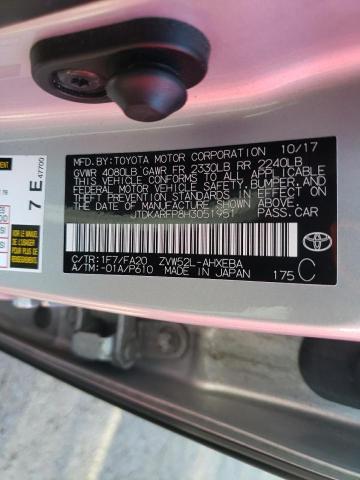 MFD.BY:TOYOTA MOTOR CORPORATION 10/17
GVWR 4080LB GAWR FR 2330LB RR 2240LB
THIS VEHICLE CONFORMS TO ALL APPLICABLE
FEDERAL MOTOR VEHICLE SAFETY,BUMPER,AND
THEFT PREVENTION STANDARDS IN EFFECT ON
THE DATE OF MANUFACTURE SHOWN ABOVE.
JTDKARFP8H3051951 PASS.CAR
C/TR:1F7/FA20 ZVW52L-AHXEBA
A/TM:-01A/P610 MADE IN JAPAN 175 C
TOYOTA
7 E 47700